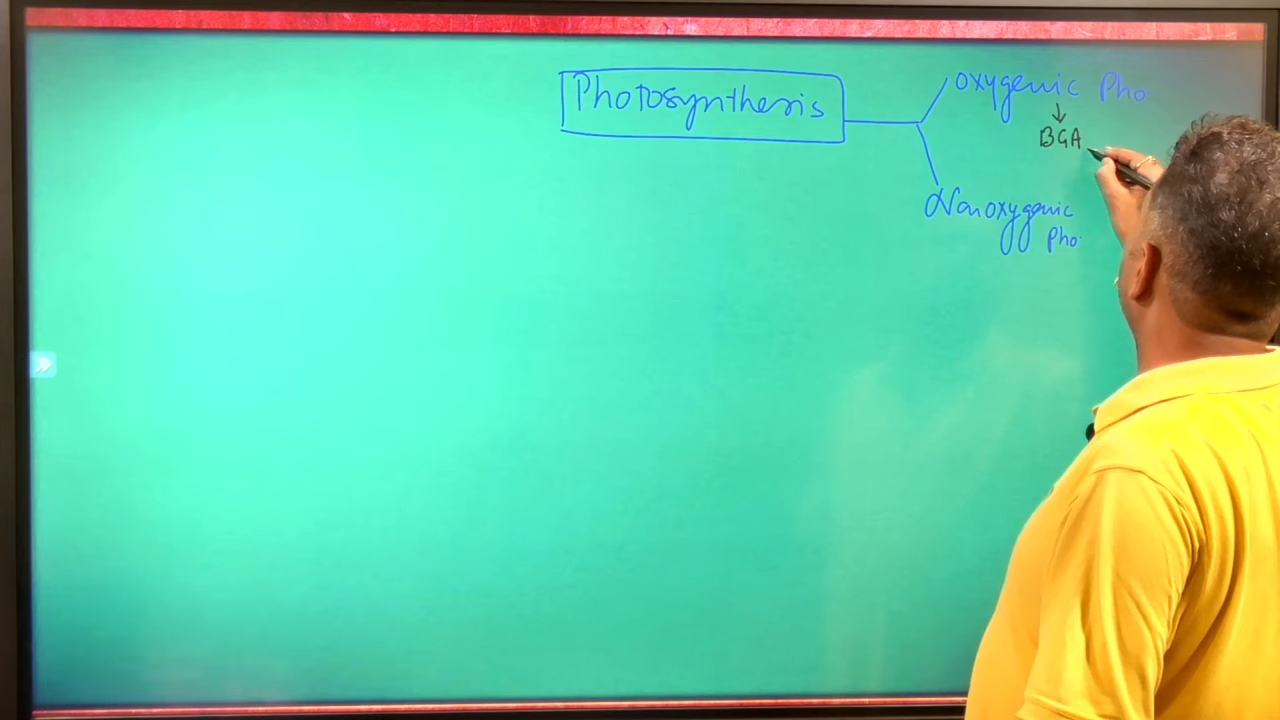 Photosynthesis
oxygenic Pho
BGA
Nonoxygenic
Pho.